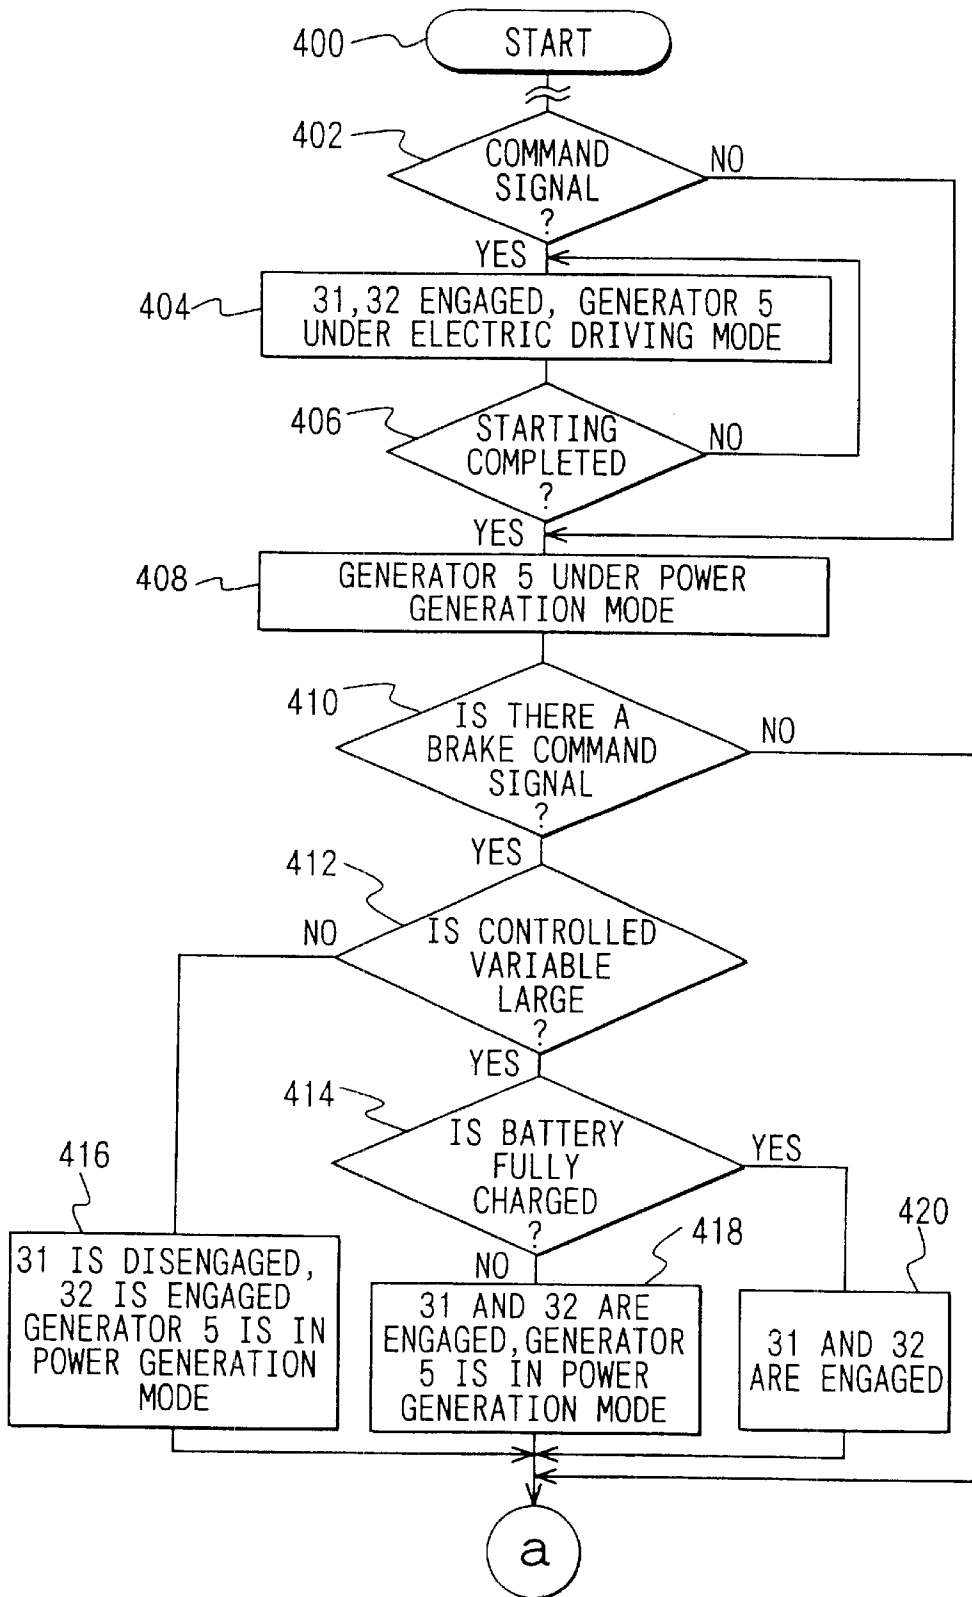 400
START
402
COMMAND
SIGNAL
?
NO
YES
404
31,32 ENGAGED, GENERATOR 5
UNDER ELECTRIC DRIVING MODE
406
STARTING
COMPLETED
?
NO
YES
408
GENERATOR 5 UNDER POWER
GENERATION MODE
410
IS THERE A
BRAKE COMMAND
SIGNAL
?
NO
YES
412
NO
IS CONTROLLED
VARIABLE
LARGE
?
YES
414
IS BATTERY
FULLY
CHARGED
?
YES
NO
416
31 IS DISENGAGED,
32 IS ENGAGED
GENERATOR 5 IS IN
POWER GENERATION
MODE
418
31 AND 32 ARE
ENGAGED,GENERATOR
5 IS IN POWER
GENERATION MODE
420
31 AND 32
ARE ENGAGED
a